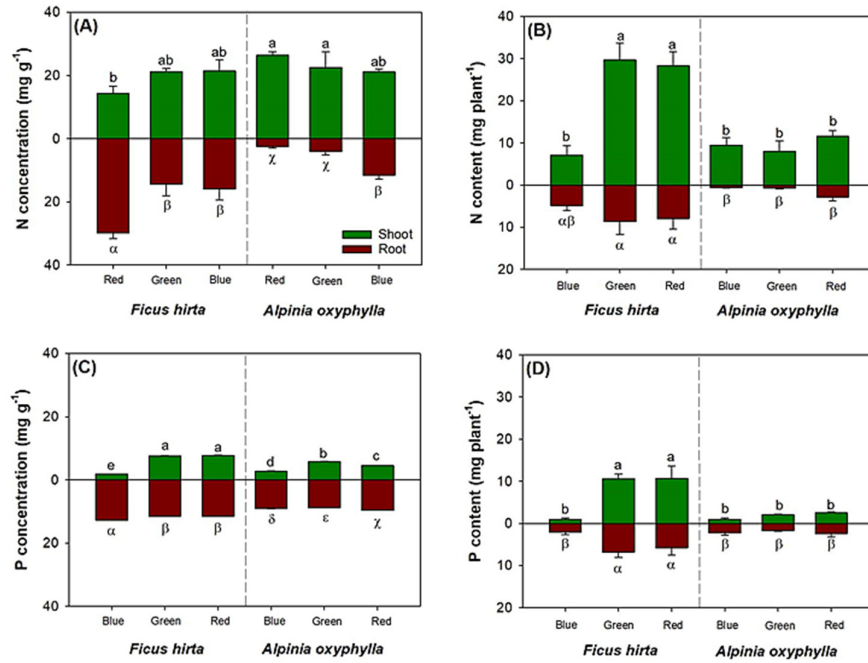 (A)
N concentration (mg g-1)
40
20
0
20
40
b
ab
ab
a
a
ab
α
β
β
χ
χ
β
Shoot
Root
Red Green Blue Red Green Blue
Ficus hirta Alpinia oxyphylla
(B)
N content (mg plant-1)
40
30
20
10
0
10
20
b
a
a
b
b
b
αβ
α
α
β
β
β
Blue Green Red Blue Green Red
Ficus hirta Alpinia oxyphylla
(C)
P concentration (mg g-1)
40
20
0
20
40
e
a
a
d
b
c
α
β
β
δ
ε
χ
Blue Green Red Blue Green Red
Ficus hirta Alpinia oxyphylla
(D)
P content (mg plant-1)
40
30
20
10
0
10
20
b
a
a
b
b
b
β
α
α
β
β
β
Blue Green Red Blue Green Red
Ficus hirta Alpinia oxyphylla